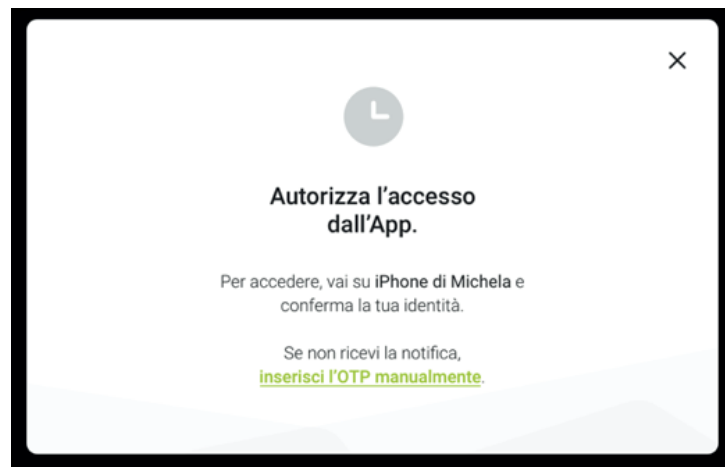 Autorizza l'accesso
dall'App.
Per accedere, vai su iPhone di Michela e
conferma la tua identità.
Se non ricevi la notifica,
inserisci l'OTP manualmente.